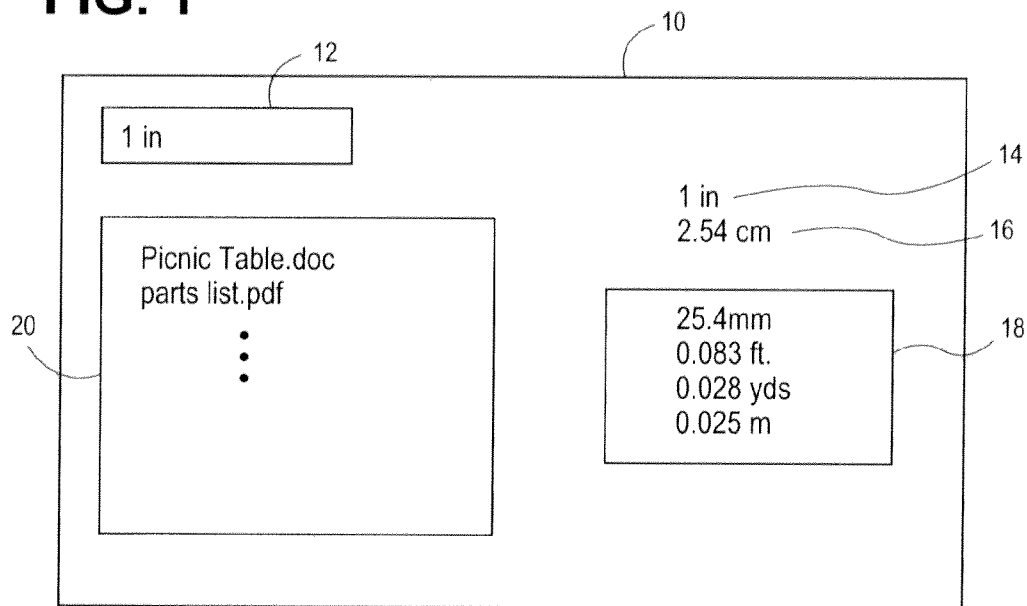 FIG. 1
10
12
1 in
14
1 in
2.54 cm
16
Picnic Table.doc
parts list.pdf
20
25.4mm
0.083 ft.
0.028 yds
0.025 m
18